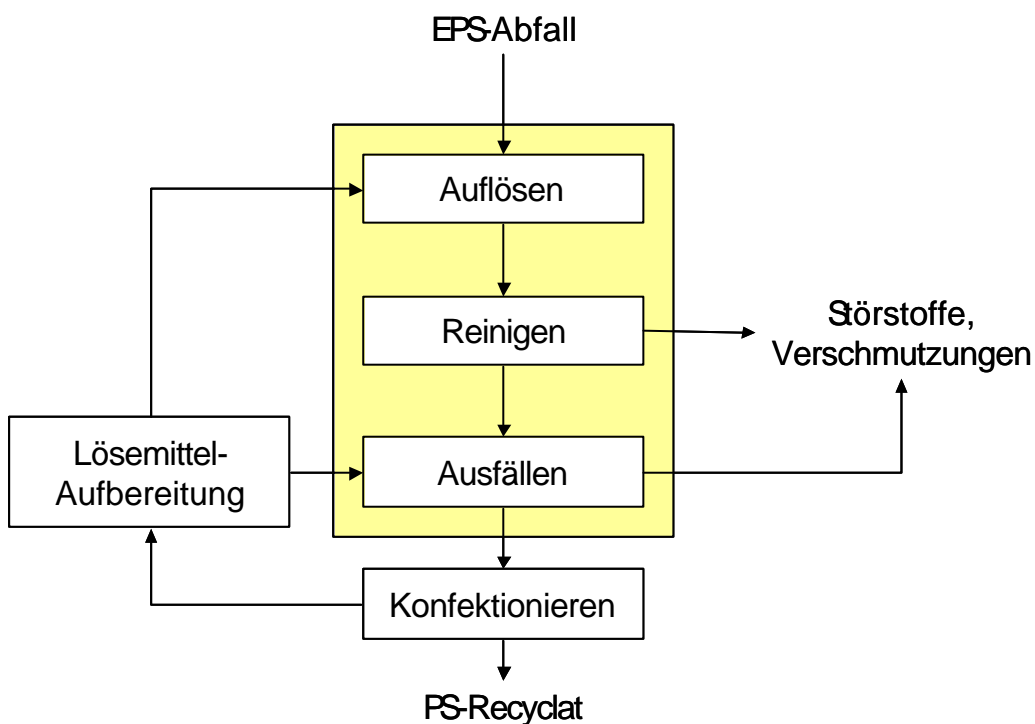 EPS-Abfall
Auflösen
Reinigen
Störstoffe,
Verschmutzungen
Lösemittel-
Aufbereitung
Ausfällen
Konfektionieren
PS-Recyclat